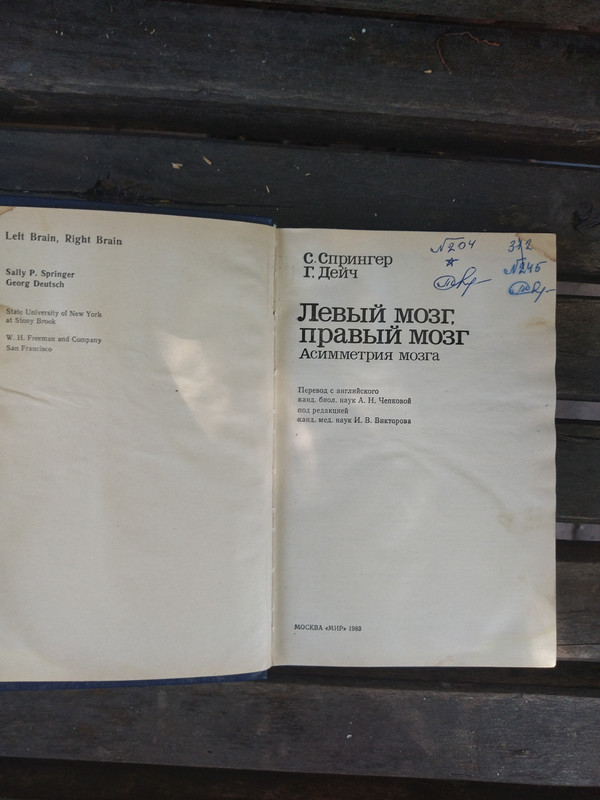 Left Brain, Right Brain
Sally P. Springer
Georg Deutsch
State University of New York
at Stony Brook
W. H. Freeman and Company
San Francisco
С. Спрингер
Г. Дейч
Левый мозг,
правый мозг
Асимметрия мозга
Перевод с английского
канд. биол. наук А. Н. Чепковой
под редакцией
канд. мед. наук И. В. Викторова
МОСКВА «МИР» 1983
№204
312
№245